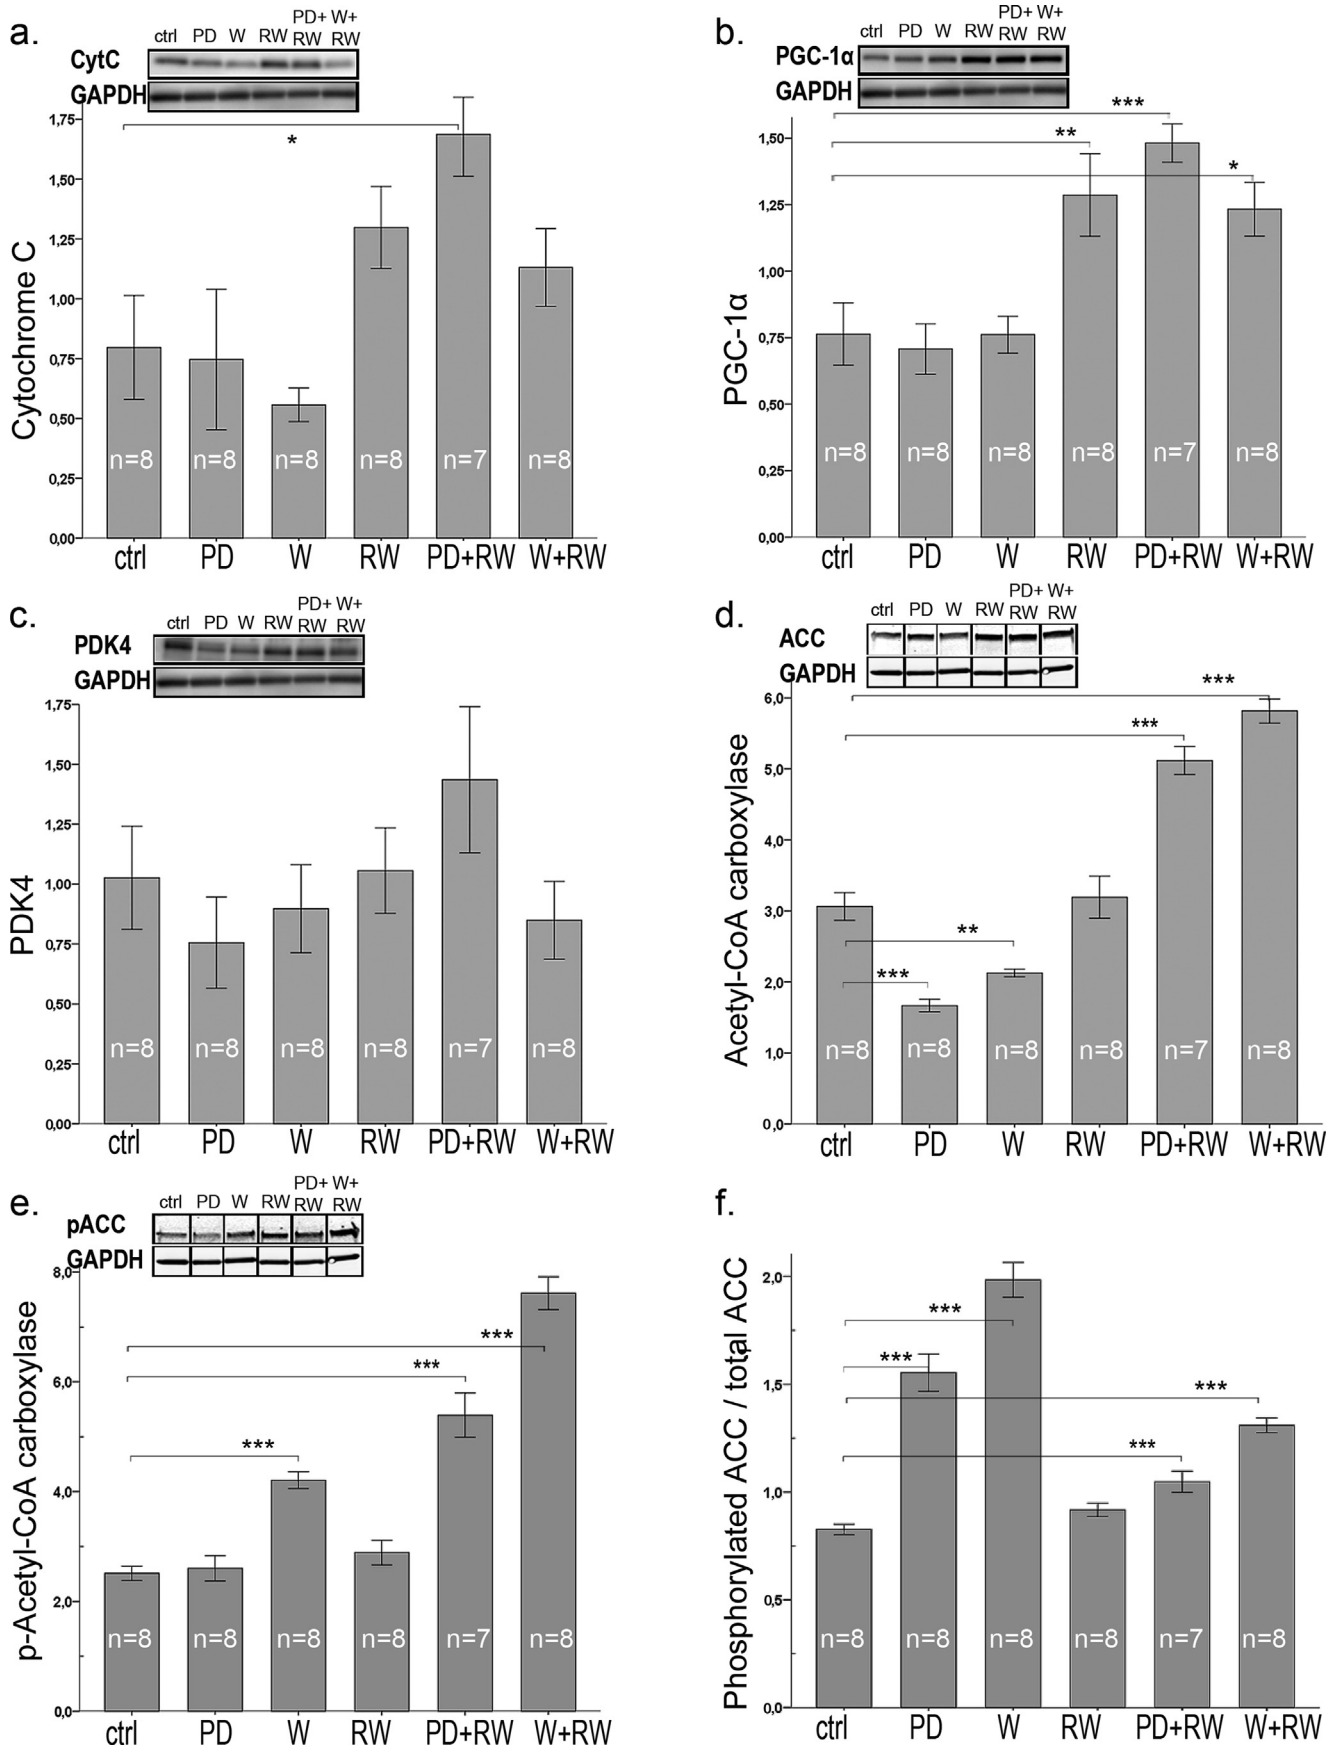 a.
ctrl PD W RW PD+ RW W+ RW
CytC
GAPDH
Cytochrome C
1,75
1,50
1,25
1,00
0,75
0,50
0,25
0,00
*
n=8 n=8 n=8 n=8 n=7 n=8
ctrl PD W RW PD+RW W+RW
b.
ctrl PD W RW PD+ RW W+ RW
PGC-1α
GAPDH
PGC-1α
1,50
1,25
1,00
0,75
0,50
0,25
0,00
***
**
*
n=8 n=8 n=8 n=8 n=7 n=8
ctrl PD W RW PD+RW W+RW
c.
ctrl PD W RW PD+ RW W+ RW
PDK4
GAPDH
PDK4
1,75
1,50
1,25
1,00
0,75
0,50
0,25
0,00
n=8 n=8 n=8 n=8 n=7 n=8
ctrl PD W RW PD+RW W+RW
d.
ctrl PD W RW PD+ RW W+ RW
ACC
GAPDH
Acetyl-CoA carboxylase
6,0
5,0
4,0
3,0
2,0
1,0
0,0
***
***
**
***
n=8 n=8 n=8 n=8 n=7 n=8
ctrl PD W RW PD+RW W+RW
e.
ctrl PD W RW PD+ RW W+ RW
pACC
GAPDH
p-Acetyl-CoA carboxylase
8,0
6,0
4,0
2,0
0,0
***
***
***
n=8 n=8 n=8 n=8 n=7 n=8
ctrl PD W RW PD+RW W+RW
f.
Phosphorylated ACC / total ACC
2,0
1,5
1,0
0,5
0,0
***
***
***
***
n=8 n=8 n=8 n=8 n=7 n=8
ctrl PD W RW PD+RW W+RW